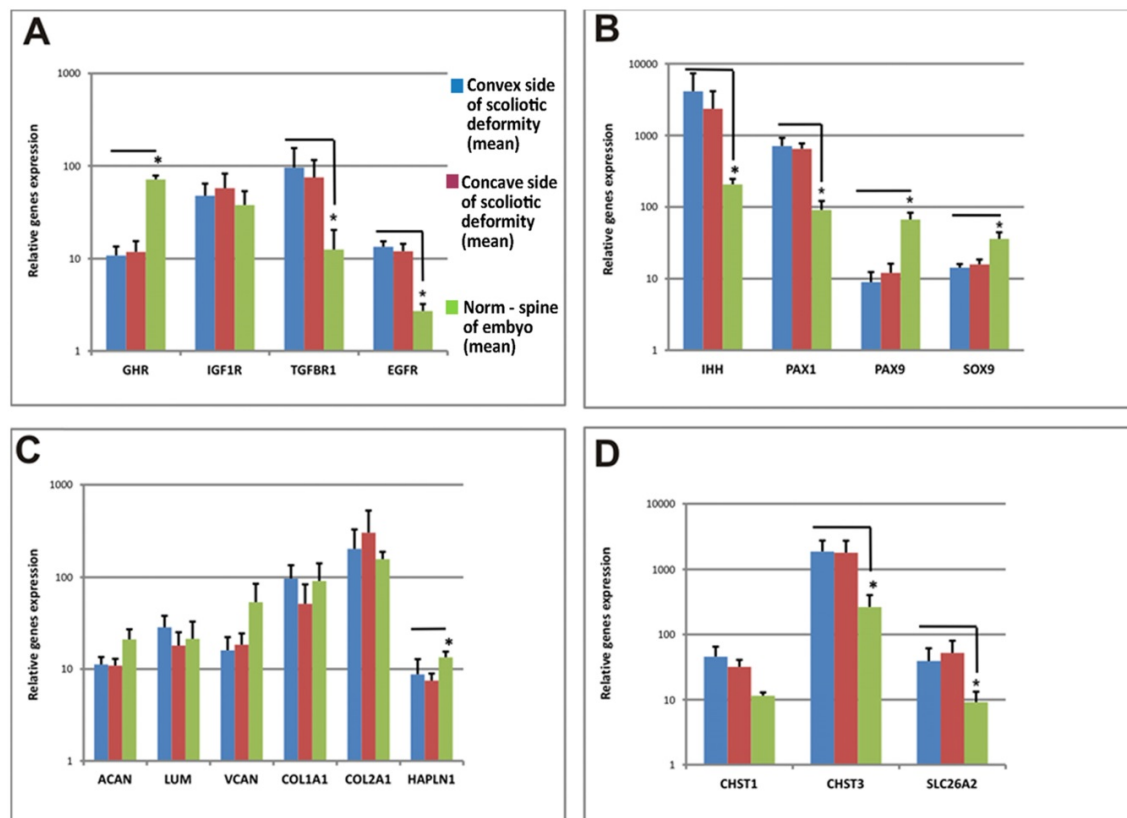 A
Relative genes expression
1000
100
10
1
*
*
*
GHR IGF1R TGFBR1 EGFR
Convex side
of scoliotic
deformity
(mean)
Concave side
of scoliotic
deformity
(mean)
Norm - spine
of embyo
(mean)
B
Relative genes expression
10000
1000
100
10
1
*
*
*
*
IHH PAX1 PAX9 SOX9
C
Relative genes expression
1000
100
10
1
*
ACAN LUM VCAN COL1A1 COL2A1 HAPLN1
D
Relative genes expression
10000
1000
100
10
1
*
*
CHST1 CHST3 SLC26A2